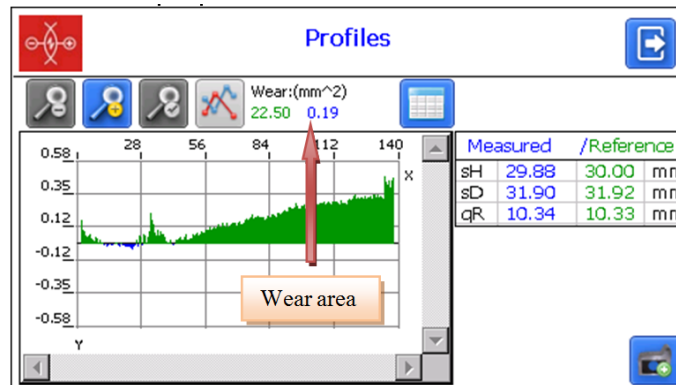 Profiles
Wear:(mm^2)
22.50 0.19
Measured /Reference
sH 29.88 30.00 mm
sD 31.90 31.92 mm
qR 10.34 10.33 mm
28 56 84 112 140
0.58
X
0.35
0.12
-0.12
-0.35
-0.58
Y
Wear area